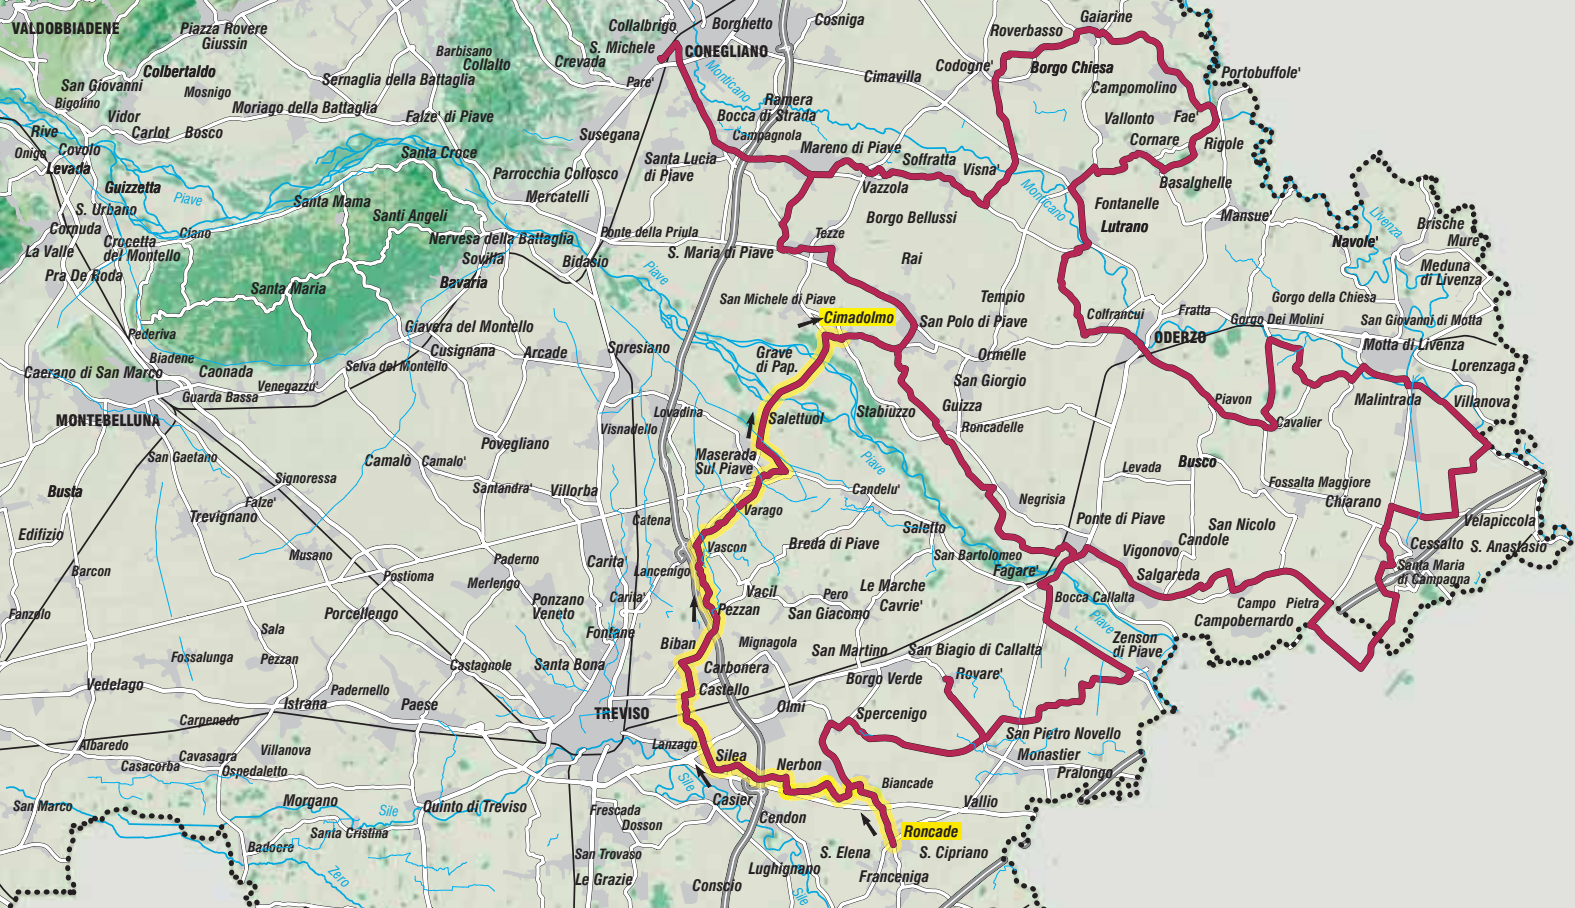 VALDOBBIADENE
Piazza Rovere
Giussin
Collalbrigo
Borghetto
Cosniga
Gaiarine
Roverbasso
S. Michele
CONEGLIANO
Barbisano
Collalto
Crevada
Colbertaldo
Sernaglia della Battaglia
San Giovanni
Mosnigo
Pare'
Monticano
Cimavilla
Codogne'
Borgo Chiesa
Portobuffole'
Campomolino
Bigolino
Vidor
Moriago della Battaglia
Falze' di Piave
Ramera
Bocca di Strada
Campagnola
Vallonto
Fae'
Rive
Carlot
Bosco
Susegana
Cornare
Rigole
Onigo
Covolo
Levada
Santa Croce
Santa Lucia
di Piave
Mareno di Piave
Soffratta
Visna'
Guizzetta
Piave
Parrocchia Colfosco
Mercatelli
Vazzola
Monticano
Basalghelle
S. Urbano
Santa Mama
Santi Angeli
Borgo Bellussi
Fontanelle
Lutrano
Mansue'
Livenza
Brische
Mure
Cornuda
Ciano
La Valle
Crocetta
del Montello
Nervesa della Battaglia
Ponte della Priula
Tezze
Navole'
Sovilla
Bidasio
S. Maria di Piave
Rai
Meduna
di Livenza
Pra De Roda
Santa Maria
Bavaria
Piave
San Michele di Piave
Tempio
Gorgo della Chiesa
Cimadolmo
San Polo di Piave
Colfrancui
Fratta
Gorgo Dei Molini
San Giovanni di Motta
Pederiva
Giavera del Montello
ODERZO
Motta di Livenza
Biadene
Cusignana
Arcade
Spresiano
Grave
di Pap.
Ormelle
Lorenzaga
Caerano di San Marco
Caonada
Selva del Montello
San Giorgio
Venegazzu'
Guarda Bassa
Piavon
Malintrada
Villanova
MONTEBELLUNA
Lovadina
Salettuol
Stabiuzzo
Guizza
Roncadelle
Cavalier
Visnadello
Povegliano
Maserada
Sul Piave
Piave
San Gaetano
Camalò
Camalo'
Levada
Busco
Signoressa
Busta
Santandra'
Villorba
Candelu'
Negrisia
Fossalta Maggiore
Chiarano
Falze'
Trevignano
Catena
Varago
Saletto
Ponte di Piave
San Nicolo
Velapiccola
Edifizio
Vascon
Breda di Piave
San Bartolomeo
Candole
Cessalto
S. Anastasio
Musano
Paderno
Carita
Lancenigo
Fagare'
Vigonovo
Santa Maria
di Campagna
Barcon
Postioma
Merlengo
Vacil
Pero
Le Marche
Salgareda
Fanzolo
Porcellengo
Ponzano
Veneto
Carita'
Pezzan
San Giacomo
Cavrie'
Bocca Callalta
Campo
Pietra
Campobernardo
Sala
Fontane
Biban
Mignagola
Piave
Zenson
di Piave
Fossalunga
Pezzan
Castagnole
Santa Bona
Carbonera
San Martino
San Biagio di Callalta
Vedelago
Padernello
Castello
Borgo Verde
Rovare'
Istrana
Paese
Olmi
Carpenedo
TREVISO
Spercenigo
Albaredo
Villanova
Lanzago
San Pietro Novello
Cavasagra
Casacorba
Ospedaletto
Silea
Nerbon
Monastier
Biancade
Pralongo
San Marco
Morgano
Sile
Quinto di Treviso
Sile
Casier
Vallio
Frescada
Dosson
Cendon
Santa Cristina
Roncade
Badoere
San Trovaso
S. Elena
S. Cipriano
Zero
Le Grazie
Conscio
Lughignano
Franceniga
Sile